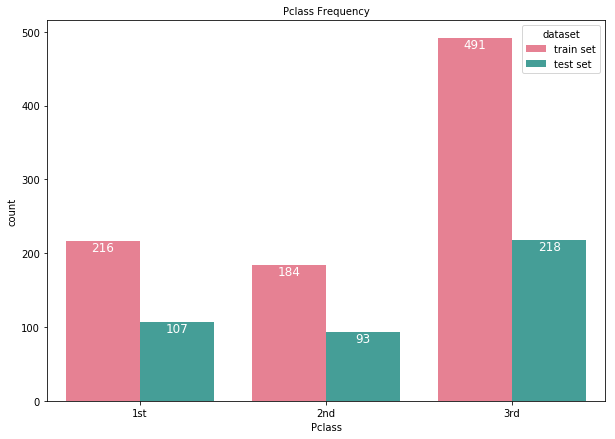 Pclass Frequency
dataset
train set
test set
count
500
400
300
200
100
0
216
107
184
93
491
218
1st 2nd 3rd
Pclass